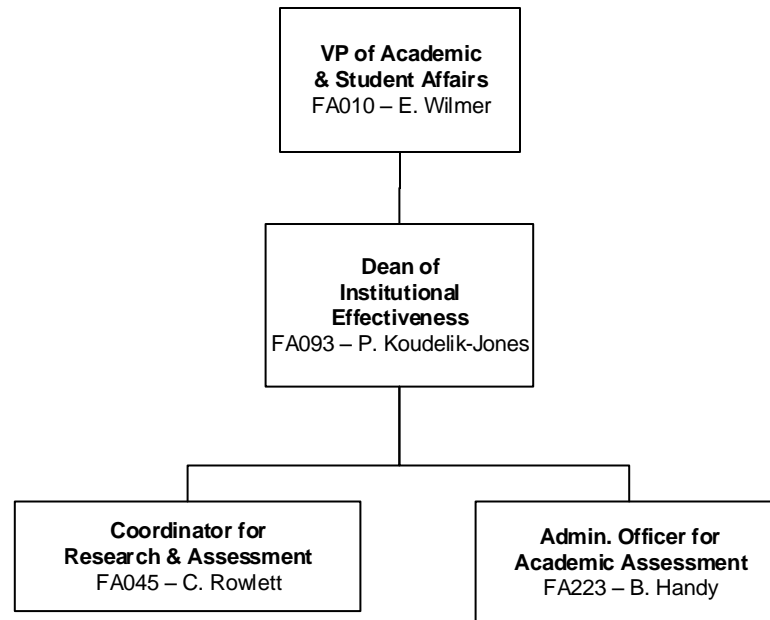 VP of Academic
& Student Affairs
FA010 – E. Wilmer
Dean of
Institutional
Effectiveness
FA093 – P. Koudelik-Jones
Coordinator for
Research & Assessment
FA045 – C. Rowlett
Admin. Officer for
Academic Assessment
FA223 – B. Handy